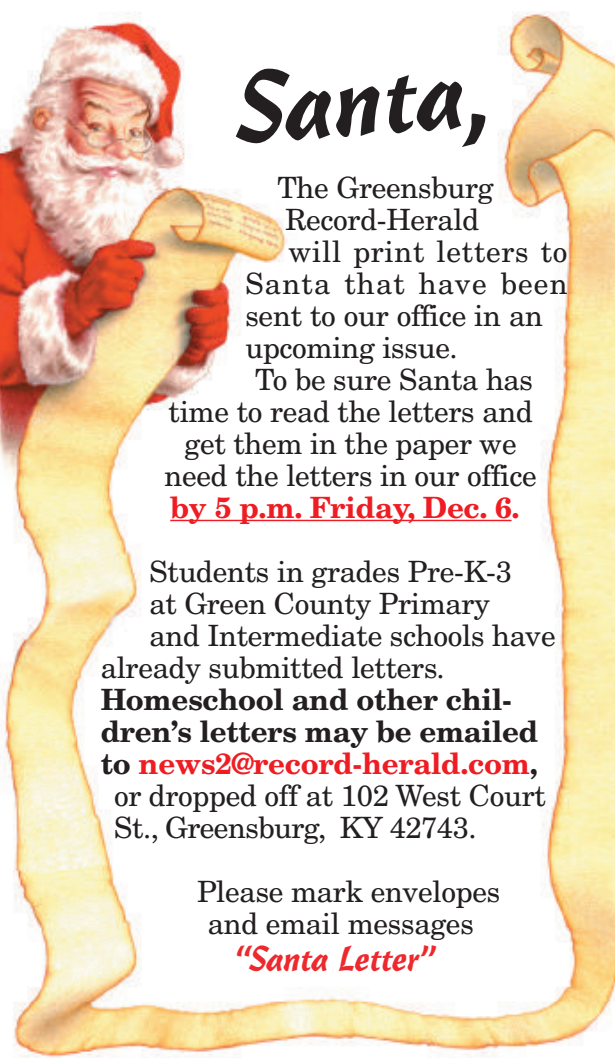 Santa,
The Greensburg
Record-Herald
will print letters to
Santa that have been
sent to our office in an
upcoming issue.
To be sure Santa has
time to read the letters and
get them in the paper we
need the letters in our office
by 5 p.m. Friday, Dec. 6.
Students in grades Pre-K-3
at Green County Primary
and Intermediate schools have
already submitted letters.
Homeschool and other chil-
dren's letters may be emailed
to news2@record-herald.com,
or dropped off at 102 West Court
St., Greensburg, KY 42743.
Please mark envelopes
and email messages
"Santa Letter"